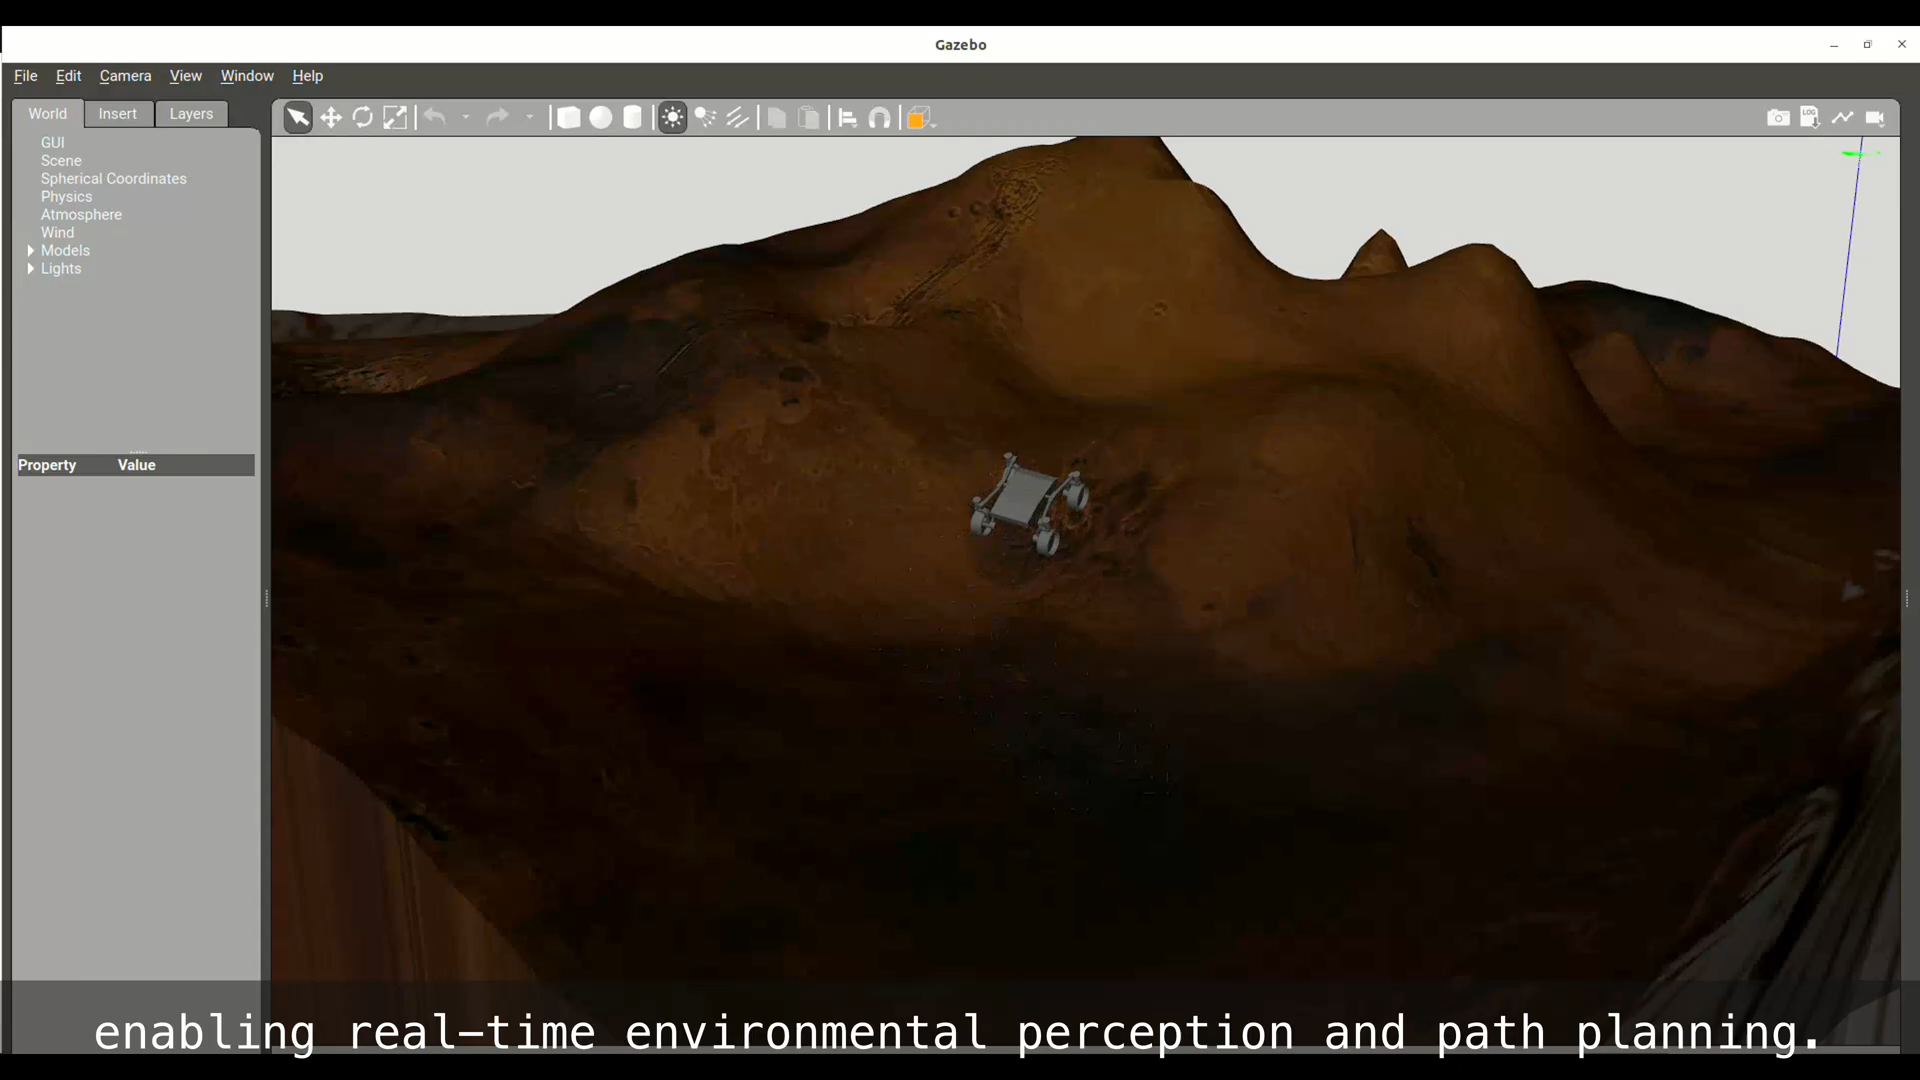 Gazebo
File Edit Camera View Window Help
World Insert Layers
LOG
GUI
Scene
Spherical Coordinates
Physics
Atmosphere
Wind
Models
Lights
Property Value
enabling real-time environmental perception and path planning.